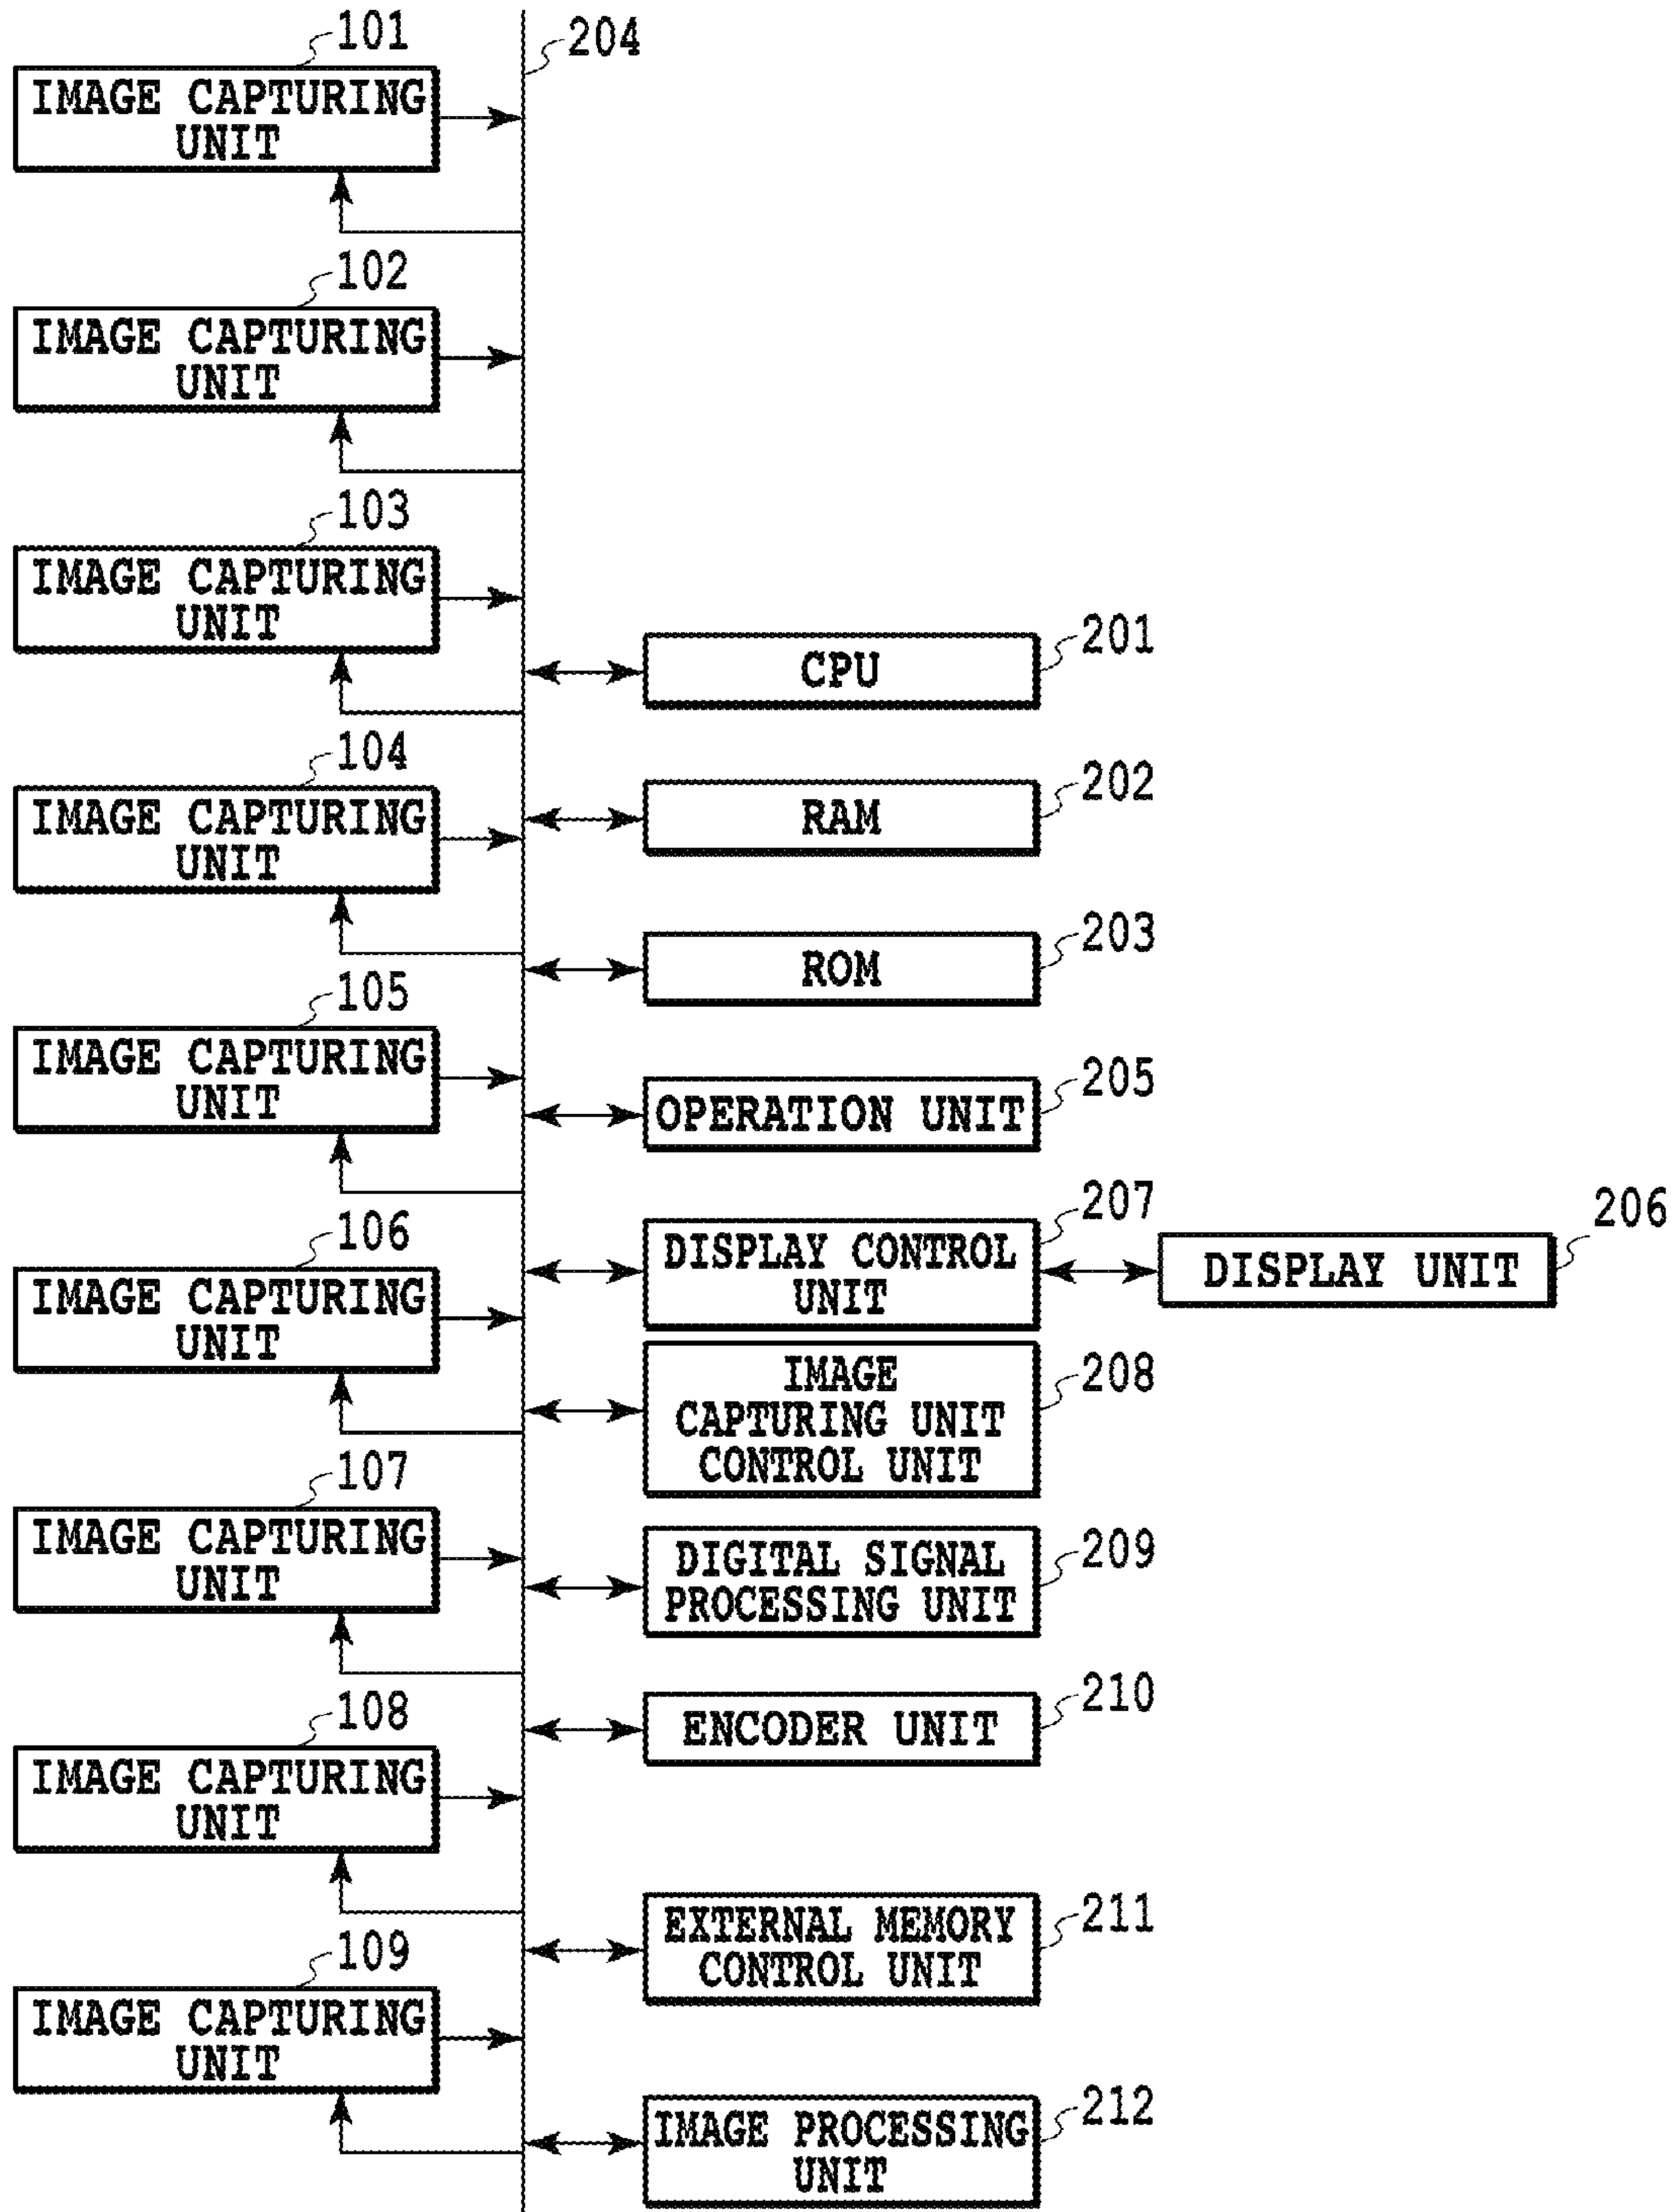 101
IMAGE CAPTURING
UNIT
204
102
IMAGE CAPTURING
UNIT
103
IMAGE CAPTURING
UNIT
104
IMAGE CAPTURING
UNIT
105
IMAGE CAPTURING
UNIT
106
IMAGE CAPTURING
UNIT
107
IMAGE CAPTURING
UNIT
108
IMAGE CAPTURING
UNIT
109
IMAGE CAPTURING
UNIT
201
CPU
202
RAM
203
ROM
205
OPERATION UNIT
207
DISPLAY CONTROL
UNIT
206
DISPLAY UNIT
208
IMAGE
CAPTURING UNIT
CONTROL UNIT
209
DIGITAL SIGNAL
PROCESSING UNIT
210
ENCODER UNIT
211
EXTERNAL MEMORY
CONTROL UNIT
212
IMAGE PROCESSING
UNIT